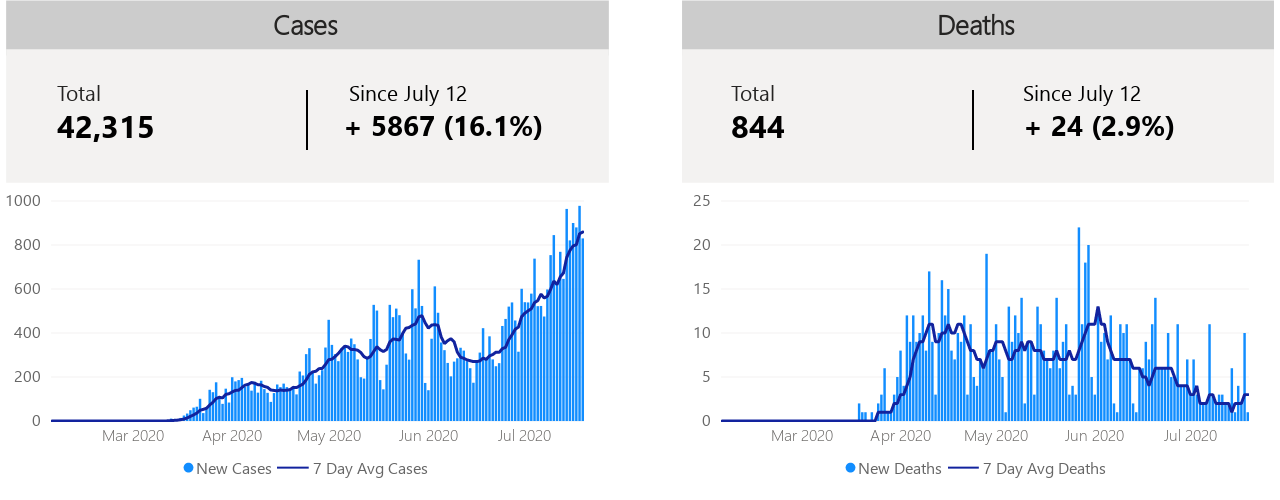 Cases
Total
Since July 12
42,315
+ 5867 (16.1%)
1000
800
600
400
200
0
Mar 2020 Apr 2020 May 2020 Jun 2020 Jul 2020
New Cases 7 Day Avg Cases
Deaths
Total
Since July 12
844
+ 24 (2.9%)
25
20
15
10
5
0
Mar 2020 Apr 2020 May 2020 Jun 2020 Jul 2020
New Deaths 7 Day Avg Deaths